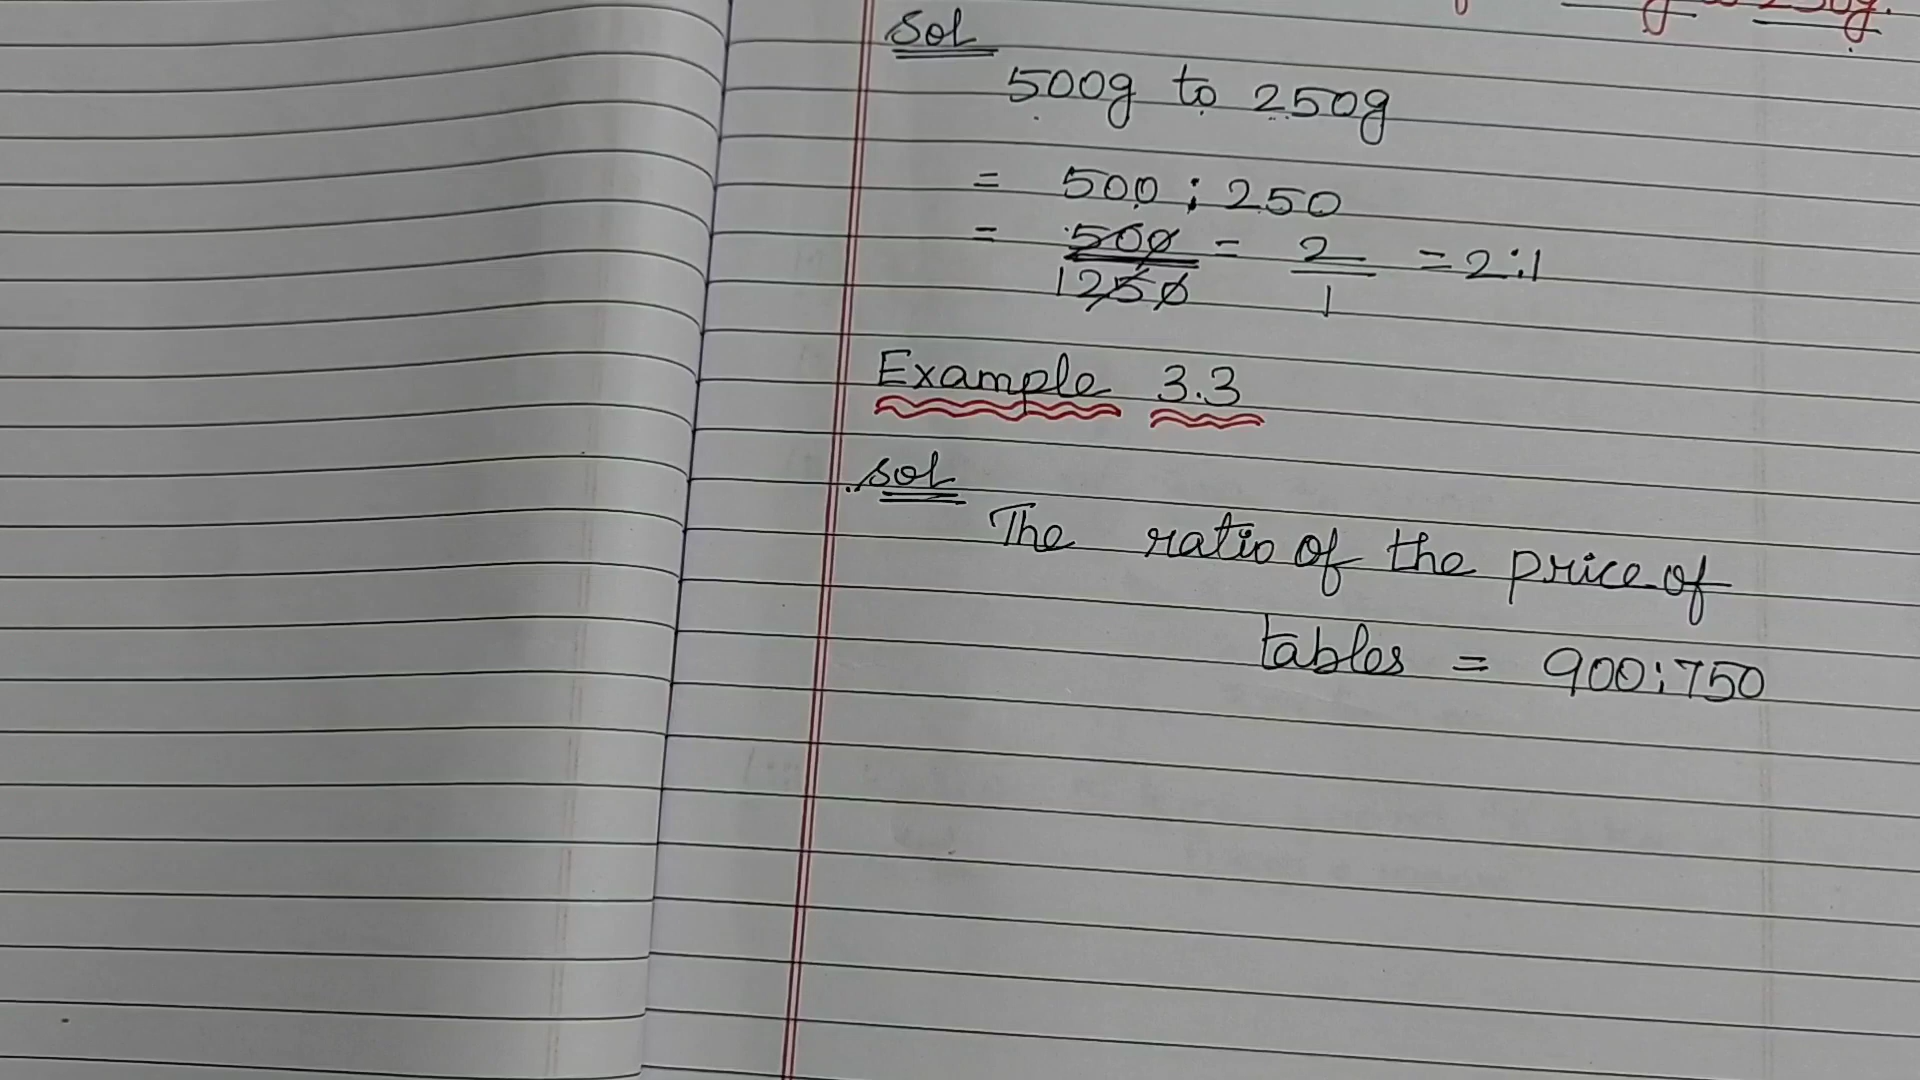 250g.
Sol
500g to 250g
= 500 : 250
= 500 = 2 = 2:1
1250 1
Example 3.3
sol
The ratio of the price of
tables = 900:750